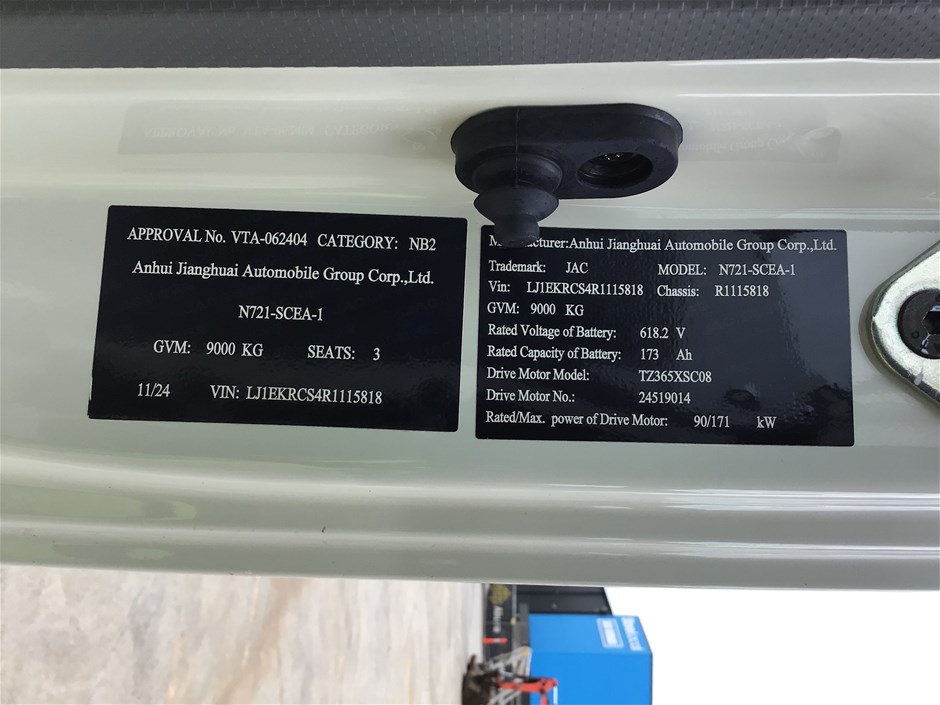 APPROVAL No. VTA-062404 CATEGORY: NB2
Anhui Jianghuai Automobile Group Corp.,Ltd.
N721-SCEA-1
GVM: 9000 KG SEATS: 3
11/24 VIN: LJ1EKRCS4R1115818
Anhui Jianghuai Automobile Group Corp.,Ltd.
Trademark: JAC MODEL: N721-SCEA-1
Vin: LJ1EKRCS4R1115818 Chassis: R1115818
GVM: 9000 KG
Rated Voltage of Battery: 618.2 V
Rated Capacity of Battery: 173 Ah
Drive Motor Model: TZ365XSC08
Drive Motor No.: 24519014
Rated/Max. power of Drive Motor: 90/171 kW